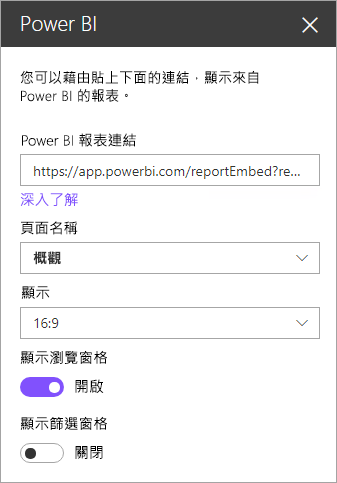 Power BI
您可以藉由貼上下面的連結，顯示來自
Power BI 的報表。
Power BI 報表連結
https://app.powerbi.com/reportEmbed?re...
深入了解
頁面名稱
概觀
顯示
16:9
顯示瀏覽窗格
開啟
顯示篩選窗格
關閉